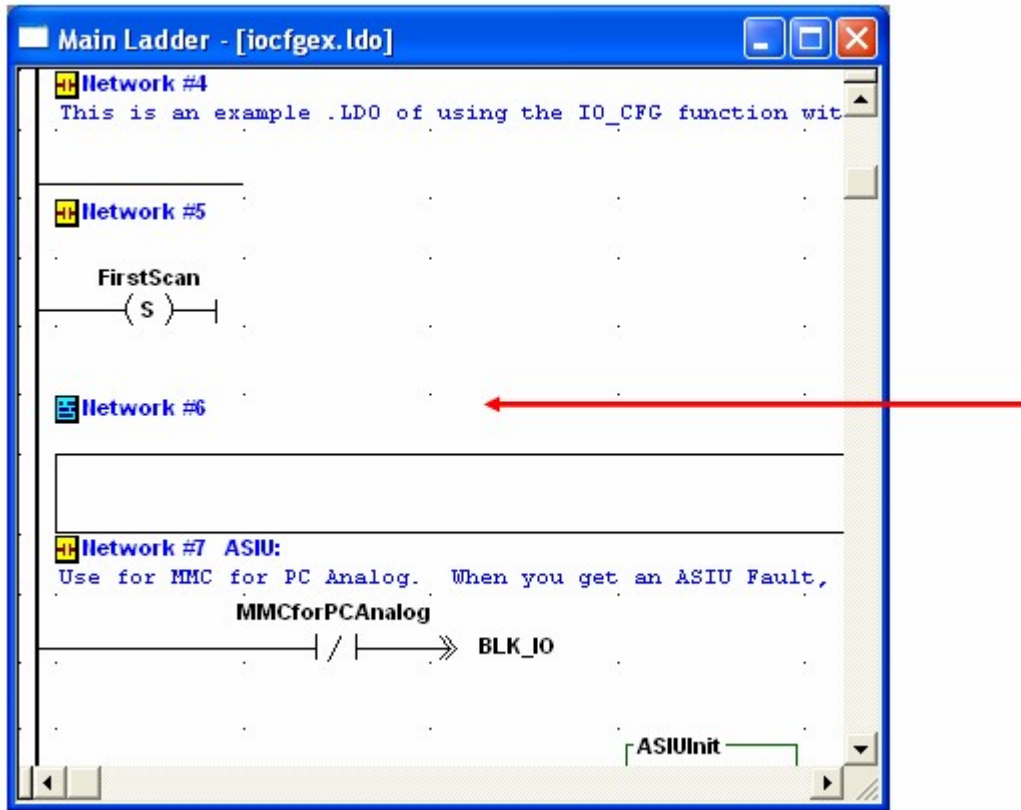 Main Ladder - [iocfgex.ldo]
Network #4
This is an example .LDO of using the IO_CFG function wit
Network #5
FirstScan
( S )
Network #6
Network #7 ASIU:
Use for MMC for PC Analog. When you get an ASIU Fault,
MMCforPCAnalog
BLK_IO
ASIUInit